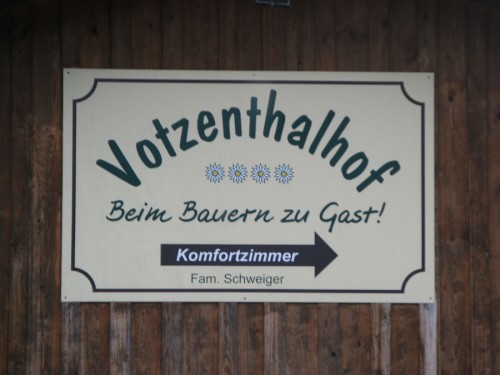 Votzenthalhof
Beim Bauern zu Gast!
Komfortzimmer
Fam. Schweiger